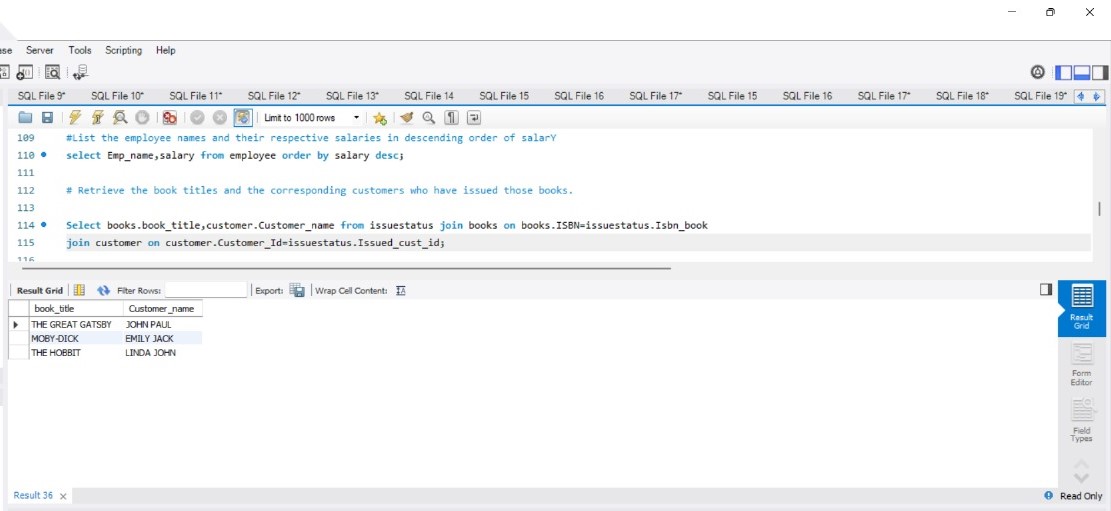 Server Tools Scripting Help
SQL File 9* SQL File 10* SQL File 11* SQL File 12* SQL File 13* SQL File 14 SQL File 15 SQL File 16 SQL File 17* SQL File 15 SQL File 16 SQL File 17* SQL File 18* SQL File 19*
Limit to 1000 rows
109 #List the employee names and their respective salaries in descending order of salarY
110 select Emp_name,salary from employee order by salary desc;
111
112 # Retrieve the book titles and the corresponding customers who have issued those books.
113
114 Select books.book_title,customer.Customer_name from issuestatus join books on books.ISBN=issuestatus.Isbn_book
115 join customer on customer.Customer_Id=issuestatus.Issued_cust_id;
116
Result Grid Filter Rows: Export: Wrap Cell Content:
book_title Customer_name
THE GREAT GATSBY JOHN PAUL
MOBY-DICK EMILY JACK
THE HOBBIT LINDA JOHN
Result
Grid
Form
Editor
Field
Types
Result 36 Read Only